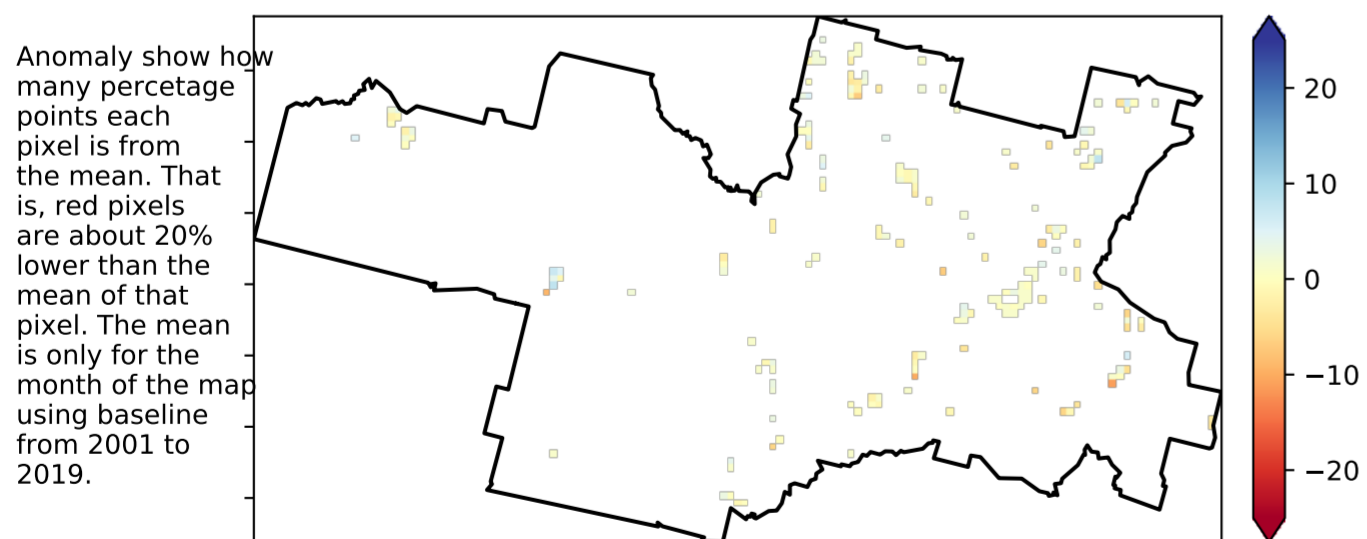 Anomaly show how
many percetage
points each
pixel is from
the mean. That
is, red pixels
are about 20%
lower than the
mean of that
pixel. The mean
is only for the
month of the map
using baseline
from 2001 to
2019.
20
10
0
−10
−20